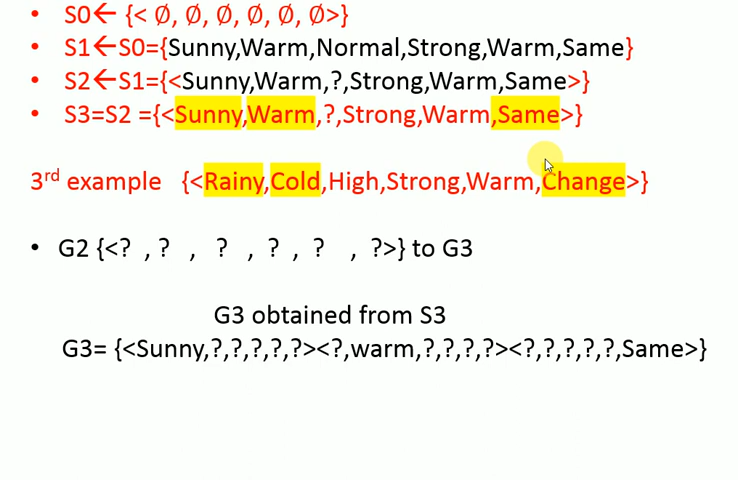 • S0← {< Ø, Ø, Ø, Ø, Ø, Ø>}
• S1←S0={Sunny,Warm,Normal,Strong,Warm,Same}
• S2←S1={<Sunny,Warm,?,Strong,Warm,Same>}
• S3=S2 ={<Sunny,Warm,?,Strong,Warm,Same>}
3rd example {<Rainy,Cold,High,Strong,Warm,Change>}
• G2 {<? , ? , ? , ? , ? , ?>} to G3
G3 obtained from S3
G3= {<Sunny,?,?,?,?,?><?,warm,?,?,?,?><?,?,?,?,?,Same>}